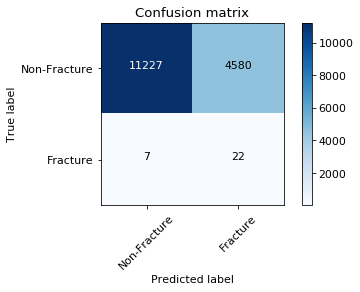 Confusion matrix
True label
Non-Fracture
11227
4580
Fracture
7
22
Non-Fracture
Fracture
Predicted label
10000
8000
6000
4000
2000